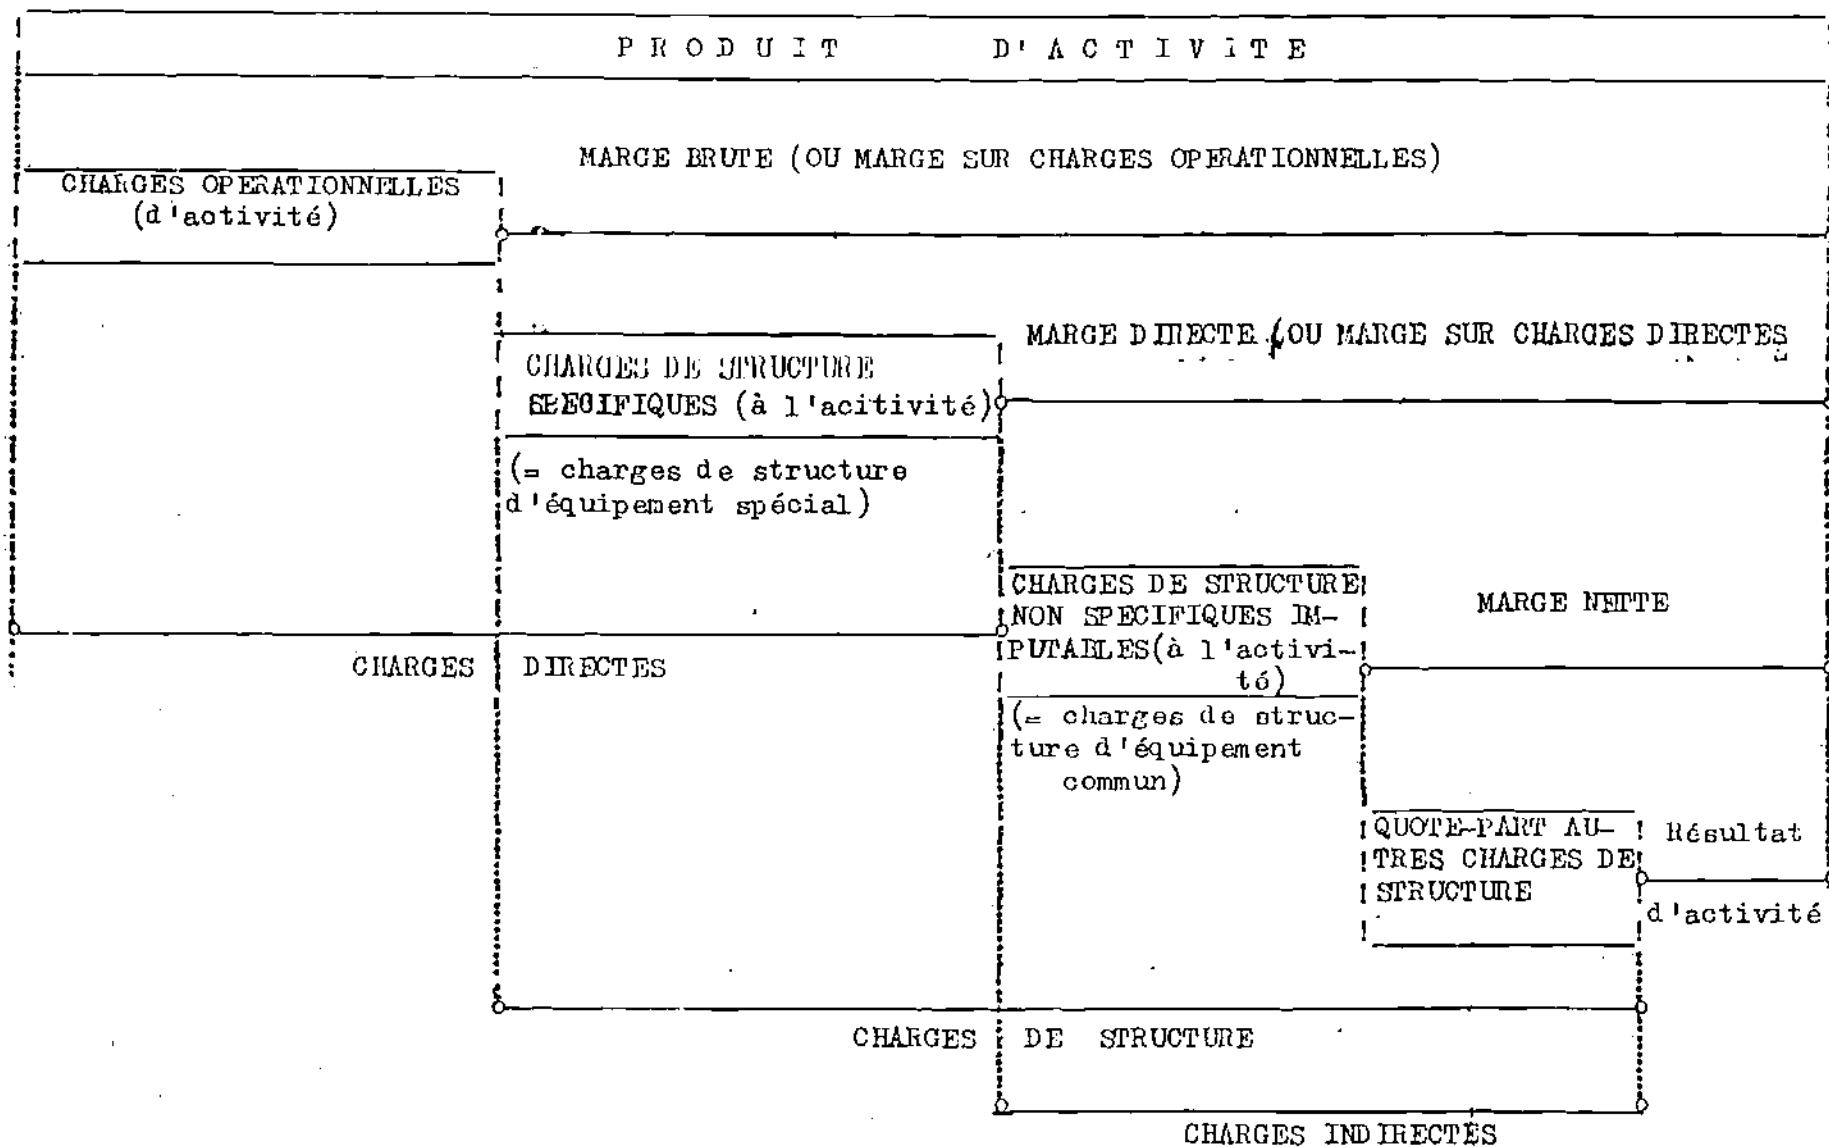 PRODUIT D'ACTIVITE
MARGE BRUTE (OU MARGE SUR CHARGES OPERATIONNELLES)
CHARGES OPERATIONNELLES
(d'activité)
MARGE DIRECTE (OU MARGE SUR CHARGES DIRECTES
CHARGES DE STRUCTURE
SPECIFIQUES (à l'acitivité)
(= charges de structure
d'équipement spécial)
CHARGES DE STRUCTURE
NON SPECIFIQUES IM-
PUTABLES(à l'activi-
té)
MARGE NETTE
CHARGES DIRECTES
(= charges de struc-
ture d'équipement
commun)
QUOTE-PART AU-
TRES CHARGES DE
STRUCTURE
Résultat
d'activité
CHARGES DE STRUCTURE
CHARGES INDIRECTES